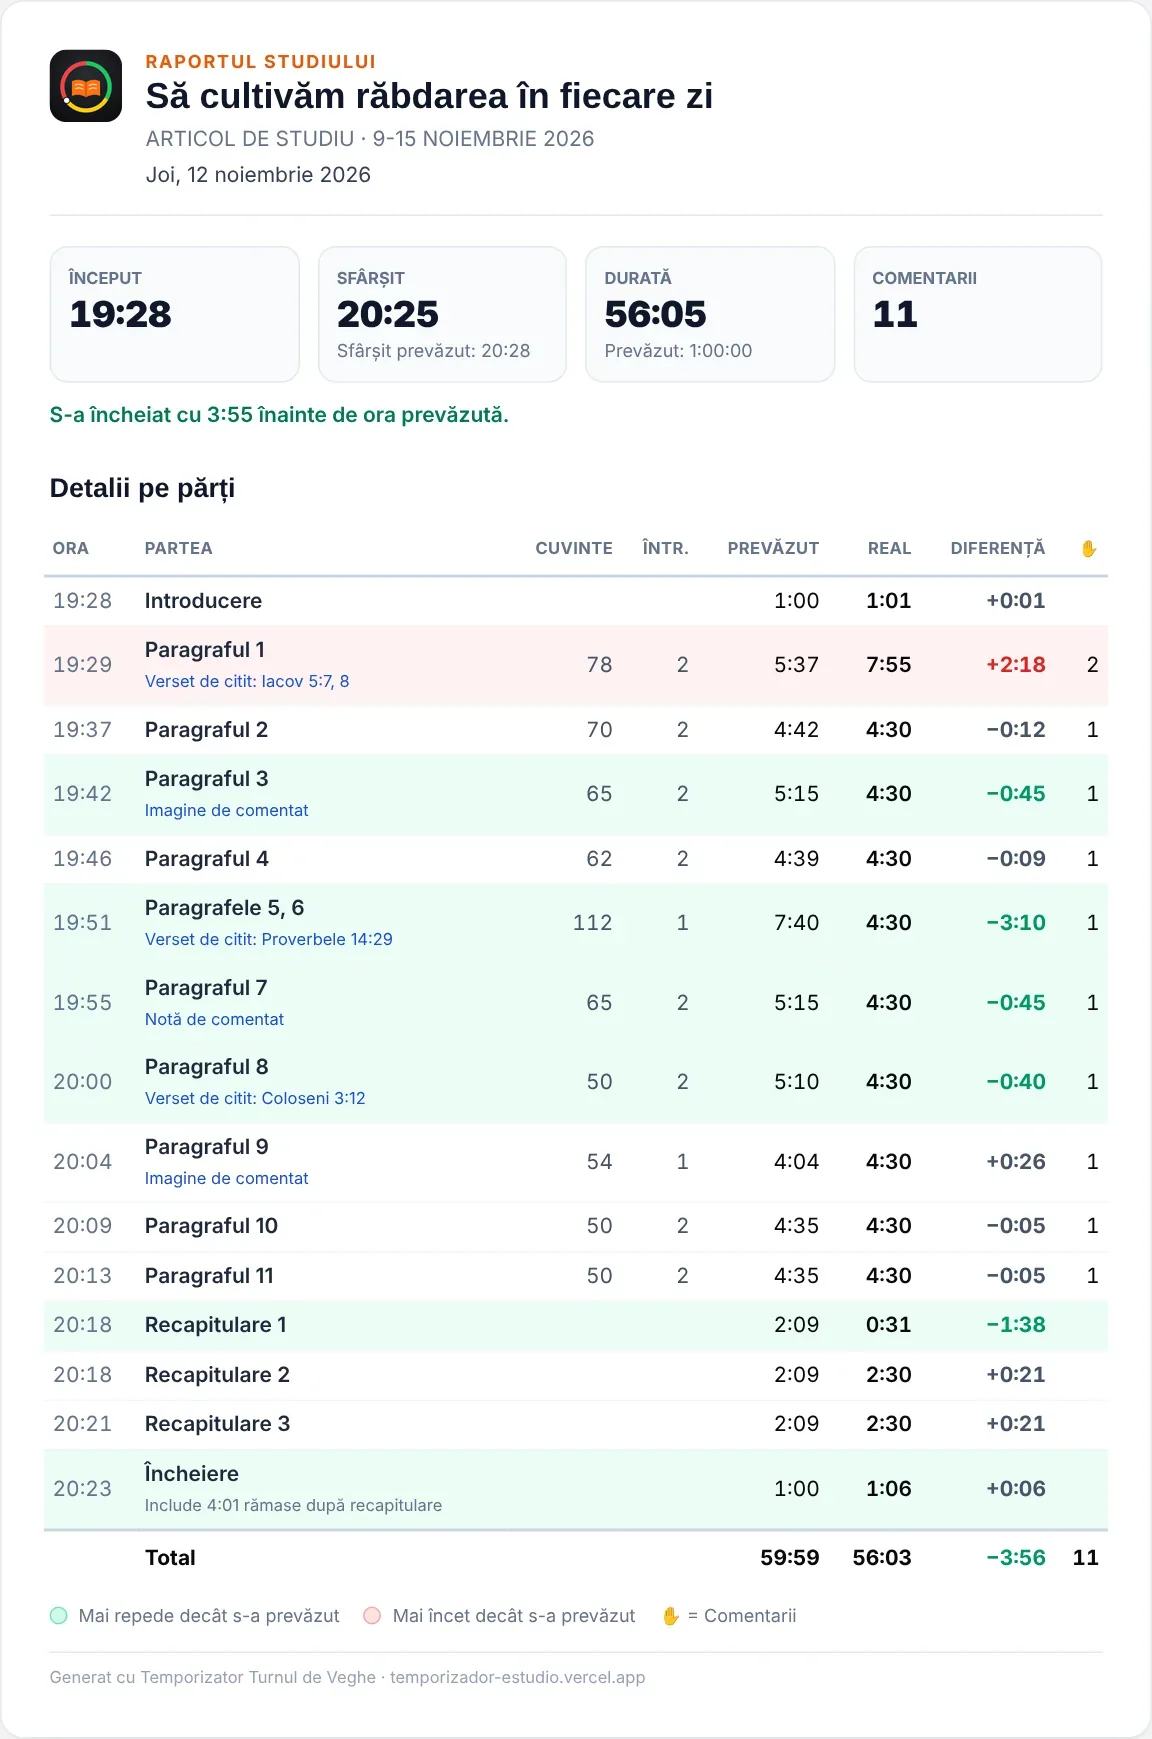 RAPORTUL STUDIULUI
Să cultivăm răbdarea în fiecare zi
ARTICOL DE STUDIU · 9-15 NOIEMBRIE 2026
Joi, 12 noiembrie 2026
ÎNCEPUT
19:28
SFÂRȘIT
20:25
Sfârșit prevăzut: 20:28
DURATĂ
56:05
Prevăzut: 1:00:00
COMENTARII
11
S-a încheiat cu 3:55 înainte de ora prevăzută.
Detalii pe părți
ORA PARTEA CUVINTE ÎNTR. PREVĂZUT REAL DIFERENȚĂ ✋
19:28 Introducere 1:00 1:01 +0:01
19:29 Paragraful 1 78 2 5:37 7:55 +2:18 2
Verset de citit: Iacov 5:7, 8
19:37 Paragraful 2 70 2 4:42 4:30 −0:12 1
19:42 Paragraful 3 65 2 5:15 4:30 −0:45 1
Imagine de comentat
19:46 Paragraful 4 62 2 4:39 4:30 −0:09 1
19:51 Paragrafele 5, 6 112 1 7:40 4:30 −3:10 1
Verset de citit: Proverbele 14:29
19:55 Paragraful 7 65 2 5:15 4:30 −0:45 1
Notă de comentat
20:00 Paragraful 8 50 2 5:10 4:30 −0:40 1
Verset de citit: Coloseni 3:12
20:04 Paragraful 9 54 1 4:04 4:30 +0:26 1
Imagine de comentat
20:09 Paragraful 10 50 2 4:35 4:30 −0:05 1
20:13 Paragraful 11 50 2 4:35 4:30 −0:05 1
20:18 Recapitulare 1 2:09 0:31 −1:38
20:18 Recapitulare 2 2:09 2:30 +0:21
20:21 Recapitulare 3 2:09 2:30 +0:21
20:23 Încheiere 1:00 1:06 +0:06
Include 4:01 rămase după recapitulare
Total 59:59 56:03 −3:56 11
Mai repede decât s-a prevăzut Mai încet decât s-a prevăzut ✋ = Comentarii
Generat cu Temporizator Turnul de Veghe · temporizador-estudio.vercel.app